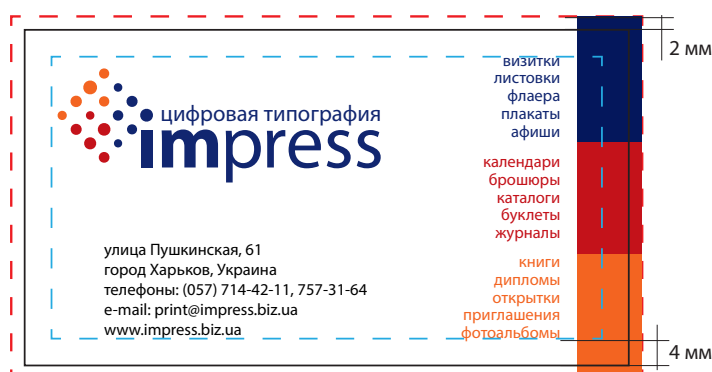 цифровая типография
impress
улица Пушкинская, 61
город Харьков, Украина
телефоны: (057) 714-42-11, 757-31-64
e-mail: print@impress.biz.ua
www.impress.biz.ua
визитки
листовки
флаера
плакаты
афиши
календари
брошюры
каталоги
буклеты
журналы
книги
дипломы
открытки
приглашения
фотоальбомы
2 мм
4 мм